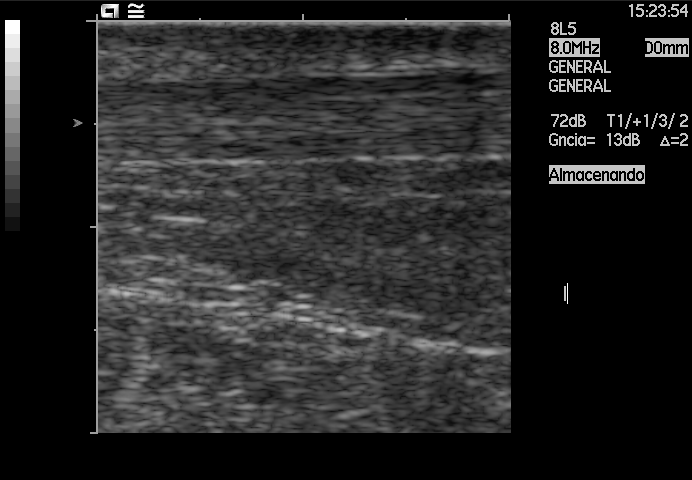 15:23:54
8L5
8.0MHz D0mm
GENERAL
GENERAL
72dB T1/+1/3/ 2
Gncia= 13dB Δ=2
Almacenando